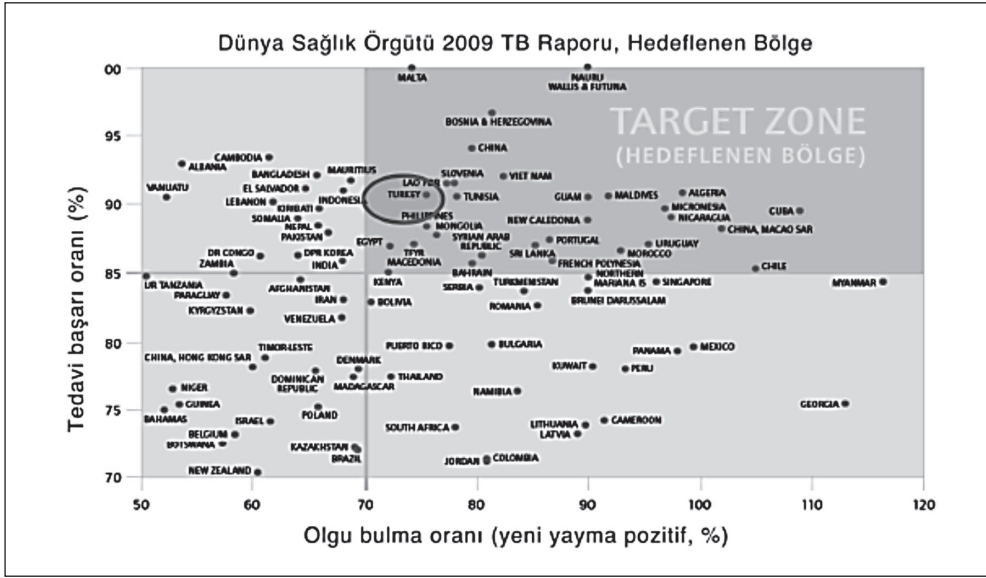 Dünya Sağlık Örgütü 2009 TB Raporu, Hedeflenen Bölge
Tedavi başarı oranı (%)
00
95
90
85
80
75
70
TARGET ZONE
(HEDEFLENEN BÖLGE)
MALTA
NAURU
WALLIS & FUTUNA
BOSNIA & HERZEGOVINA
CHINA
CAMBODIA
ALBANIA
BANGLADESH
MAURITIUS
SLOVENIA
VIET NAM
VANUATU
EL SALVADOR
LAO PDR
TURKEY
TUNISIA
GUAM
MALDIVES
ALGERIA
LEBANON
INDONESIA
KIRIBATI
MICRONESIA
CUBA
SOMALIA
PHILIPPINES
NEW CALEDONIA
NICARAGUA
NEPAL
MONGOLIA
CHINA, MACAO SAR
PAKISTAN
EGYPT
SYRIAN ARAB
REPUBLIC
PORTUGAL
URUGUAY
DR CONGO
DPR KOREA
TFYR
MACEDONIA
SRI LANKA
MOROCCO
ZAMBIA
INDIA
FRENCH POLYNESIA
CHILE
BAHRAIN
UR TANZANIA
AFGHANISTAN
KENYA
SERBIA
TURKMENISTAN
NORTHERN
MARIANA IS
SINGAPORE
MYANMAR
PARAGUAY
IRAN
BOLIVIA
ROMANIA
BRUNEI DARUSSALAM
KYRGYZSTAN
VENEZUELA
TIMOR-LESTE
PUERTO RICO
BULGARIA
PANAMA
MEXICO
CHINA, HONG KONG SAR
DENMARK
KUWAIT
PERU
DOMINICAN
REPUBLIC
MADAGASCAR
THAILAND
NIGER
NAMIBIA
GUINEA
GEORGIA
BAHAMAS
POLAND
ISRAEL
SOUTH AFRICA
LITHUANIA
CAMEROON
BELGIUM
LATVIA
BOTSWANA
KAZAKHSTAN
BRAZIL
JORDAN
COLOMBIA
NEW ZEALAND
50
60
70
80
90
100
110
120
Olgu bulma oranı (yeni yayma pozitif, %)